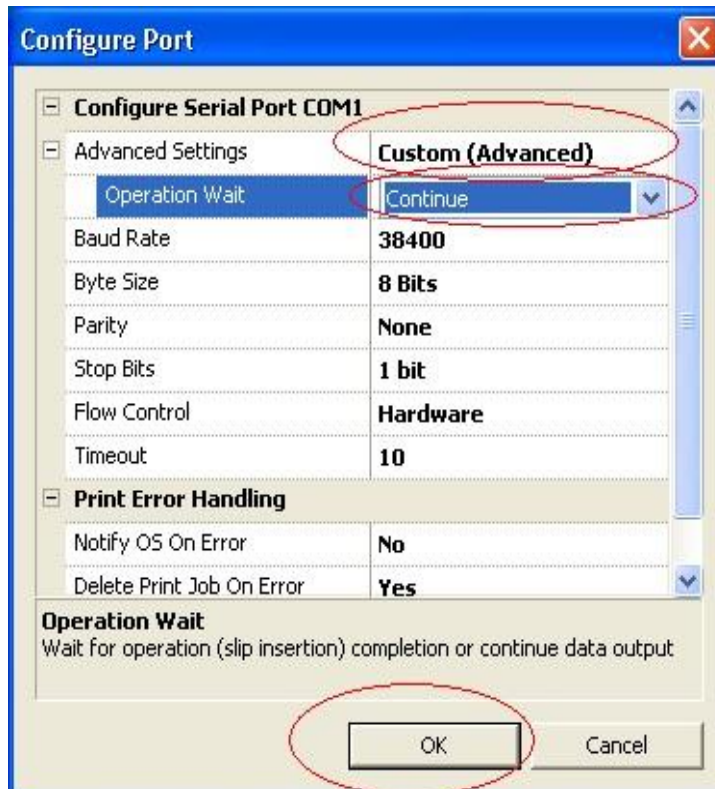 Configure Port
Configure Serial Port COM1
Advanced Settings Custom (Advanced)
Operation Wait Continue
Baud Rate 38400
Byte Size 8 Bits
Parity None
Stop Bits 1 bit
Flow Control Hardware
Timeout 10
Print Error Handling
Notify OS On Error No
Delete Print Job On Error Yes
Operation Wait
Wait for operation (slip insertion) completion or continue data output
OK Cancel